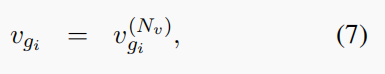 v_{g_i} = v_{g_i}^{(N_v)}, (7)